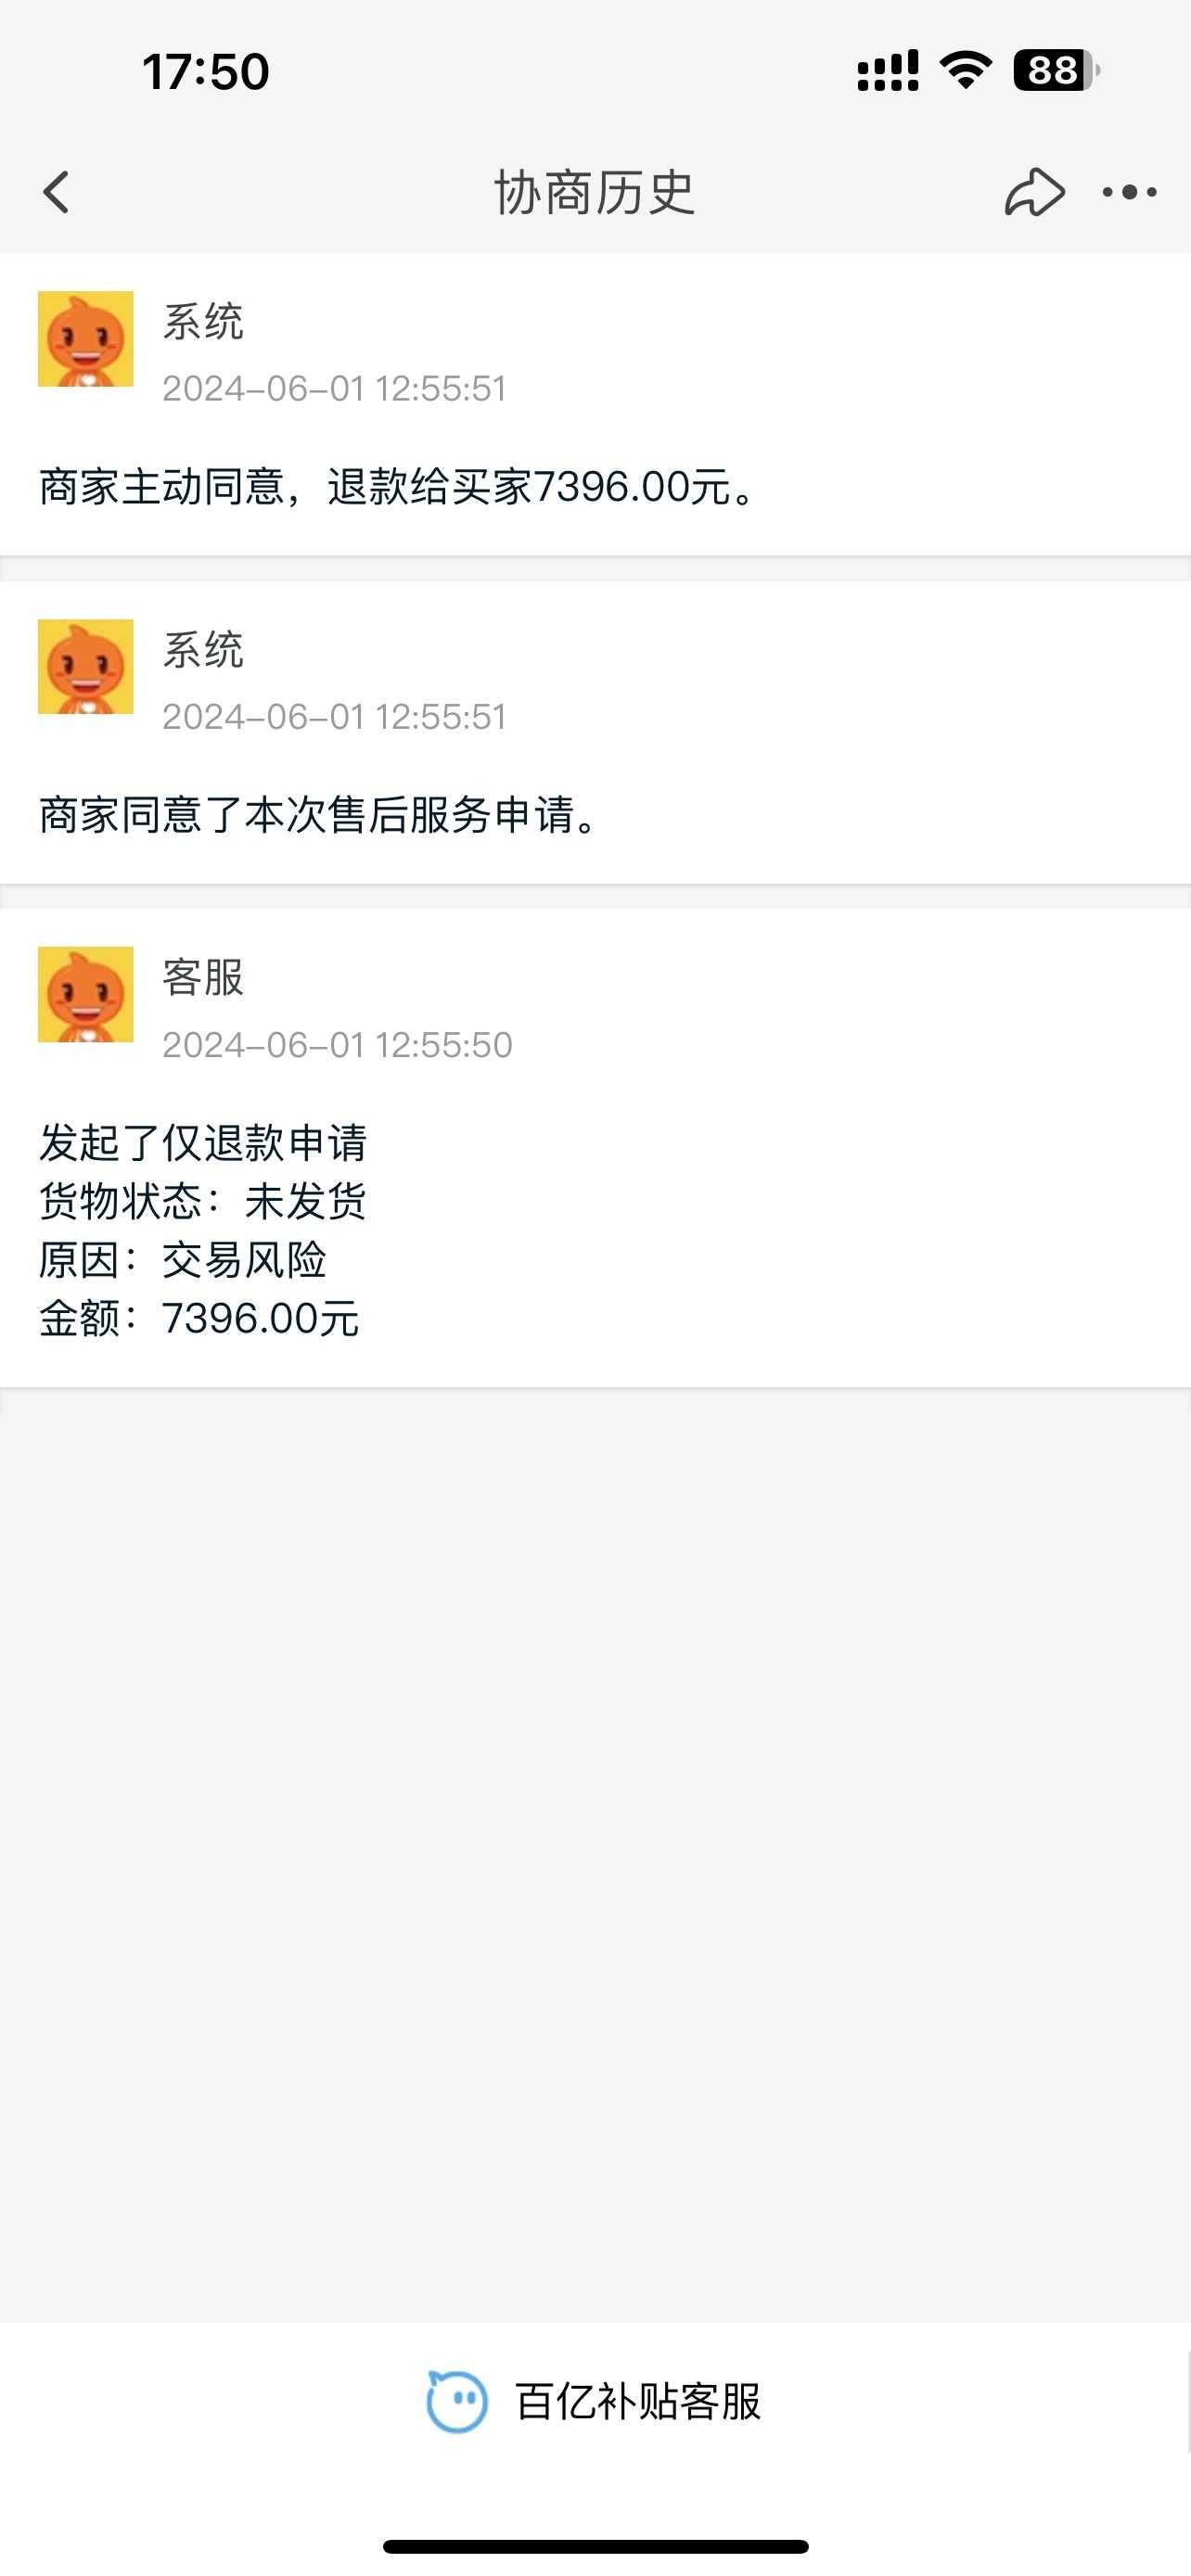 17:50
88
协商历史
系统
2024-06-01 12:55:51
商家主动同意，退款给买家7396.00元。
系统
2024-06-01 12:55:51
商家同意了本次售后服务申请。
客服
2024-06-01 12:55:50
发起了仅退款申请
货物状态：未发货
原因：交易风险
金额：7396.00元
百亿补贴客服